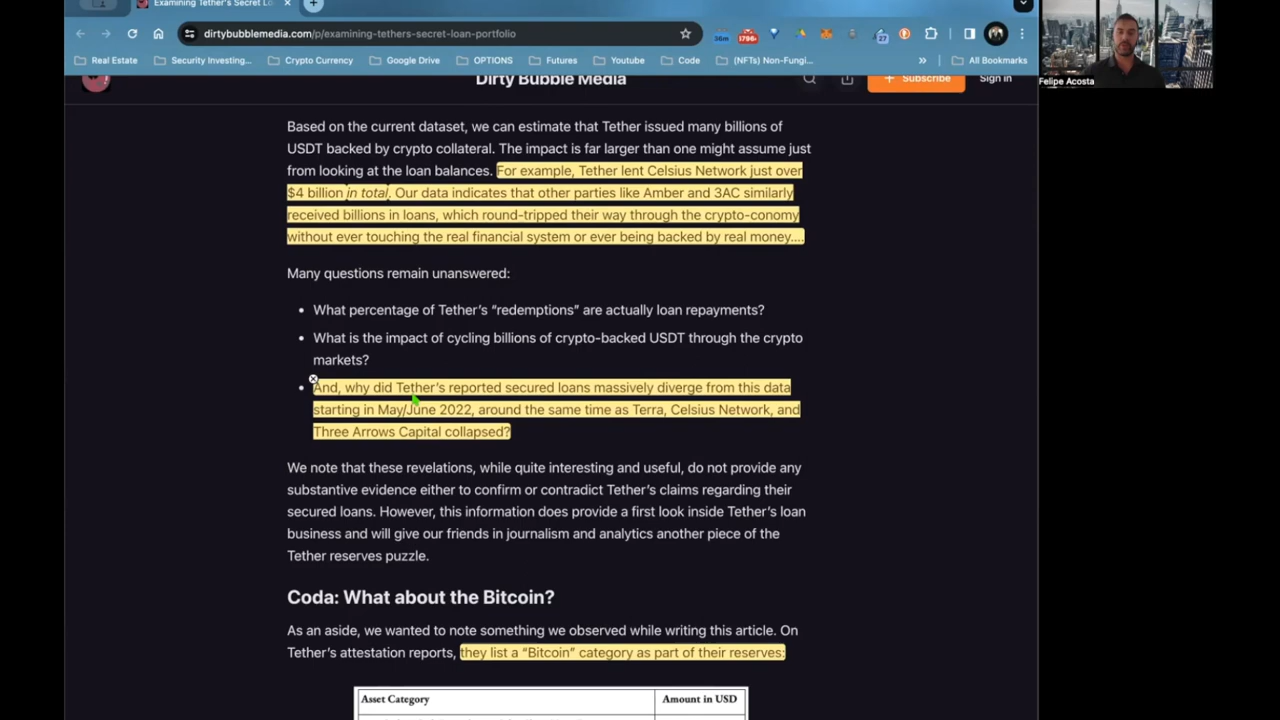 Examining Tether's Secret Lo
dirtybubblemedia.com/p/examining-tethers-secret-loan-portfolio
36m
1796+
27
Real Estate
Security Investing...
Crypto Currency
Google Drive
OPTIONS
Futures
Youtube
Code
(NFTs) Non-Fungi...
All Bookmarks
Dirty Bubble Media
Subscribe
Sign in
Felipe Acosta
Based on the current dataset, we can estimate that Tether issued many billions of
USDT backed by crypto collateral. The impact is far larger than one might assume just
from looking at the loan balances. For example, Tether lent Celsius Network just over
$4 billion in total. Our data indicates that other parties like Amber and 3AC similarly
received billions in loans, which round-tripped their way through the crypto-conomy
without ever touching the real financial system or ever being backed by real money....
Many questions remain unanswered:
• What percentage of Tether's “redemptions” are actually loan repayments?
• What is the impact of cycling billions of crypto-backed USDT through the crypto
markets?
• And, why did Tether's reported secured loans massively diverge from this data
starting in May/June 2022, around the same time as Terra, Celsius Network, and
Three Arrows Capital collapsed?
We note that these revelations, while quite interesting and useful, do not provide any
substantive evidence either to confirm or contradict Tether's claims regarding their
secured loans. However, this information does provide a first look inside Tether's loan
business and will give our friends in journalism and analytics another piece of the
Tether reserves puzzle.
Coda: What about the Bitcoin?
As an aside, we wanted to note something we observed while writing this article. On
Tether's attestation reports, they list a “Bitcoin” category as part of their reserves:
Asset Category Amount in USD